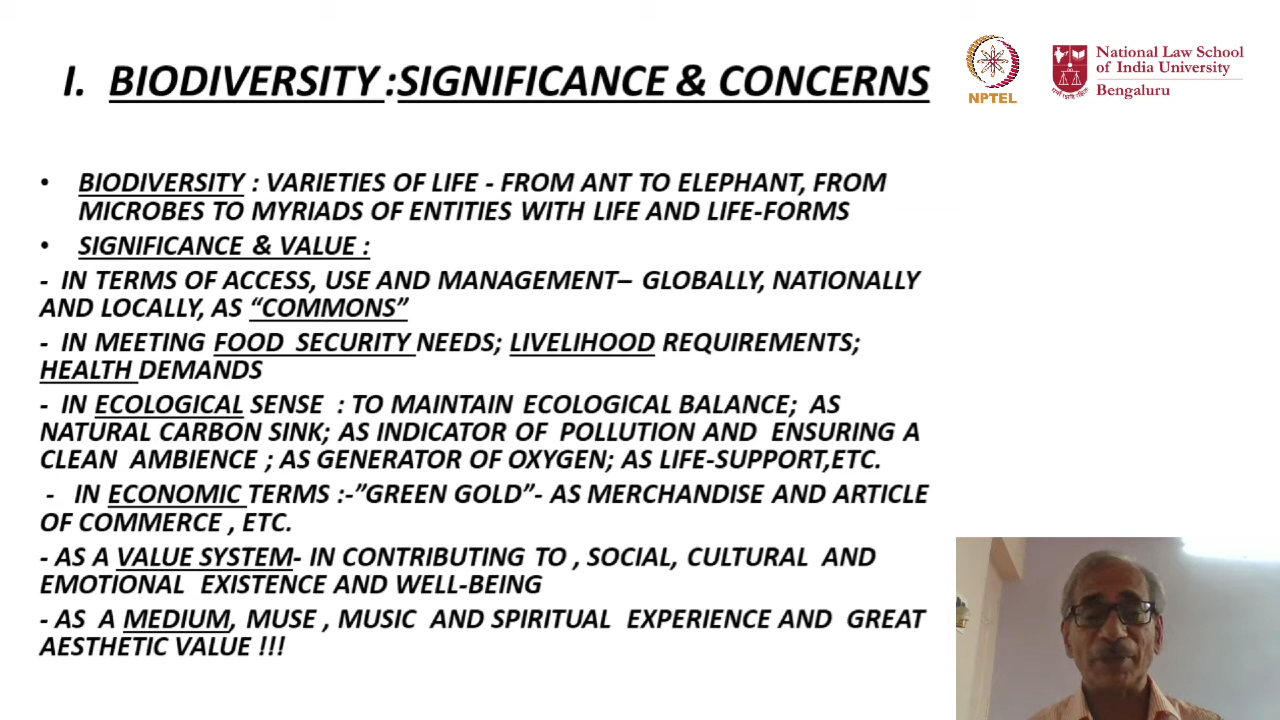 I. BIODIVERSITY :SIGNIFICANCE & CONCERNS
NPTEL
National Law School
of India University
Bengaluru
• BIODIVERSITY : VARIETIES OF LIFE - FROM ANT TO ELEPHANT, FROM
MICROBES TO MYRIADS OF ENTITIES WITH LIFE AND LIFE-FORMS
• SIGNIFICANCE & VALUE :
- IN TERMS OF ACCESS, USE AND MANAGEMENT– GLOBALLY, NATIONALLY
AND LOCALLY, AS “COMMONS”
- IN MEETING FOOD SECURITY NEEDS; LIVELIHOOD REQUIREMENTS;
HEALTH DEMANDS
- IN ECOLOGICAL SENSE : TO MAINTAIN ECOLOGICAL BALANCE; AS
NATURAL CARBON SINK; AS INDICATOR OF POLLUTION AND ENSURING A
CLEAN AMBIENCE ; AS GENERATOR OF OXYGEN; AS LIFE-SUPPORT,ETC.
- IN ECONOMIC TERMS :-”GREEN GOLD”- AS MERCHANDISE AND ARTICLE
OF COMMERCE , ETC.
- AS A VALUE SYSTEM- IN CONTRIBUTING TO , SOCIAL, CULTURAL AND
EMOTIONAL EXISTENCE AND WELL-BEING
- AS A MEDIUM, MUSE , MUSIC AND SPIRITUAL EXPERIENCE AND GREAT
AESTHETIC VALUE !!!